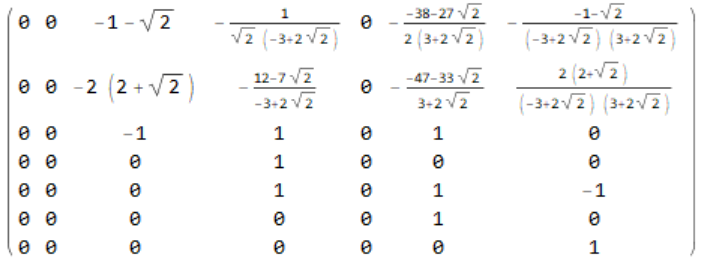 0 0 -1-√2 -1/(√2 (-3+2√2)) 0 -(-38-27√2)/(2 (3+2√2)) -(-1-√2)/((-3+2√2) (3+2√2))
0 0 -2 (2+√2) -(12-7√2)/(-3+2√2) 0 -(-47-33√2)/(3+2√2) 2 (2+√2)/((-3+2√2) (3+2√2))
0 0 -1 1 0 1 0
0 0 0 1 0 0 0
0 0 0 1 0 1 -1
0 0 0 0 0 1 0
0 0 0 0 0 0 1